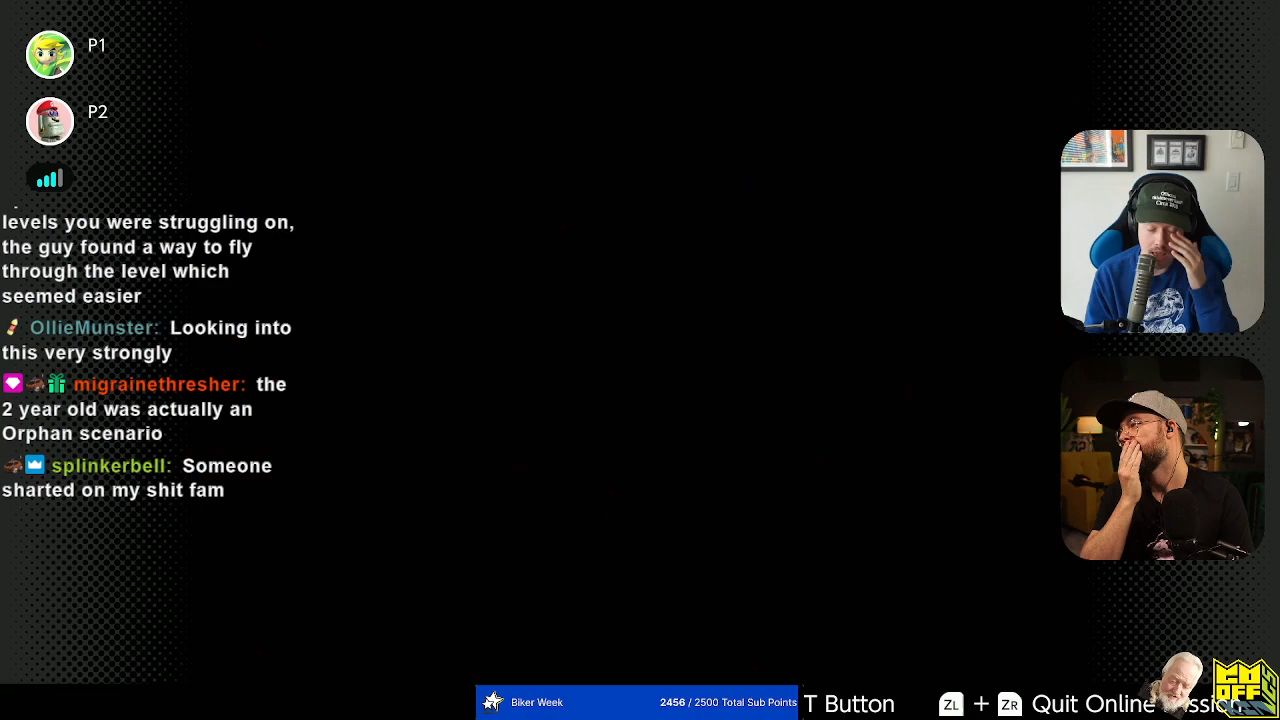 P1
P2
levels you were struggling on,
the guy found a way to fly
through the level which
seemed easier
OllieMunster: Looking into
this very strongly
migrainethresher: the
2 year old was actually an
Orphan scenario
splinkerbell: Someone
sharted on my shit fam
Biker Week 2456 / 2500 Total Sub Points
T Button ZL + ZR Quit Online
GO
OFF